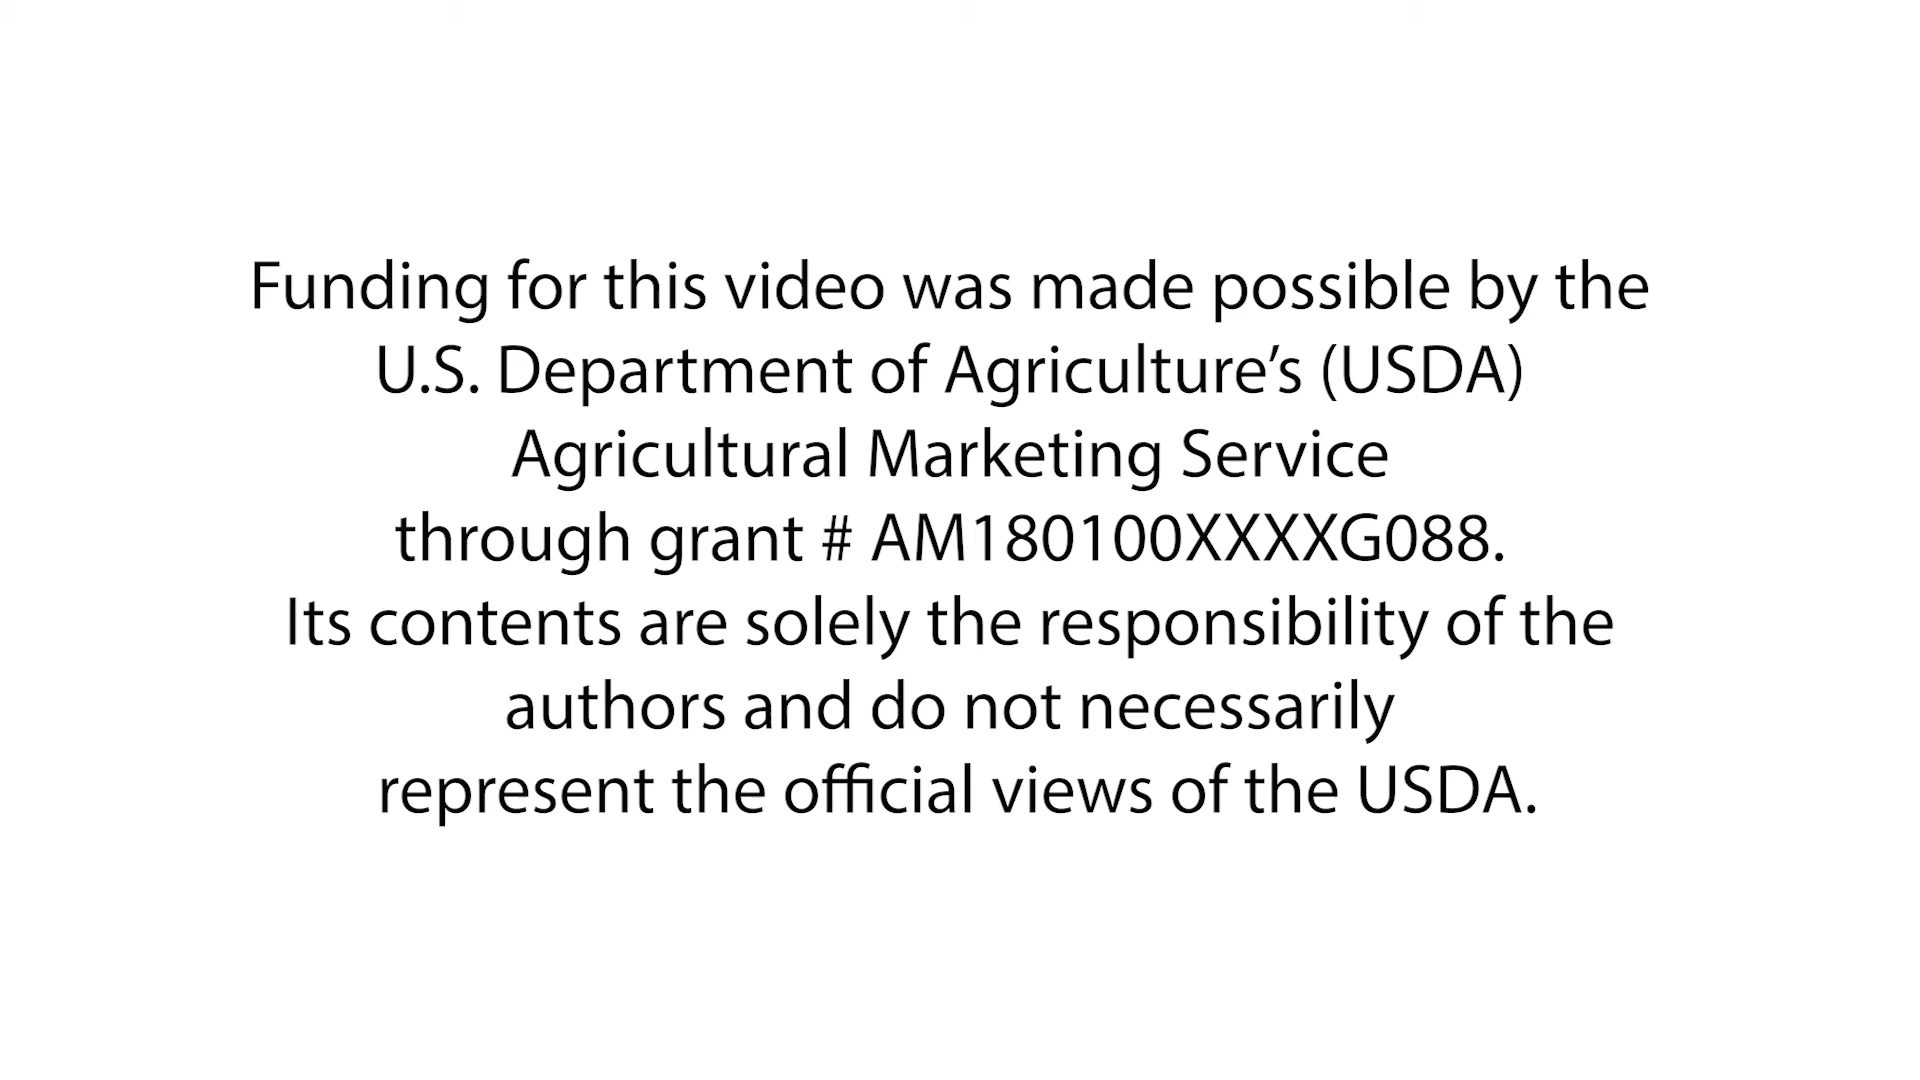 Funding for this video was made possible by the
U.S. Department of Agriculture’s (USDA)
Agricultural Marketing Service
through grant # AM180100XXXXG088.
Its contents are solely the responsibility of the
authors and do not necessarily
represent the official views of the USDA.